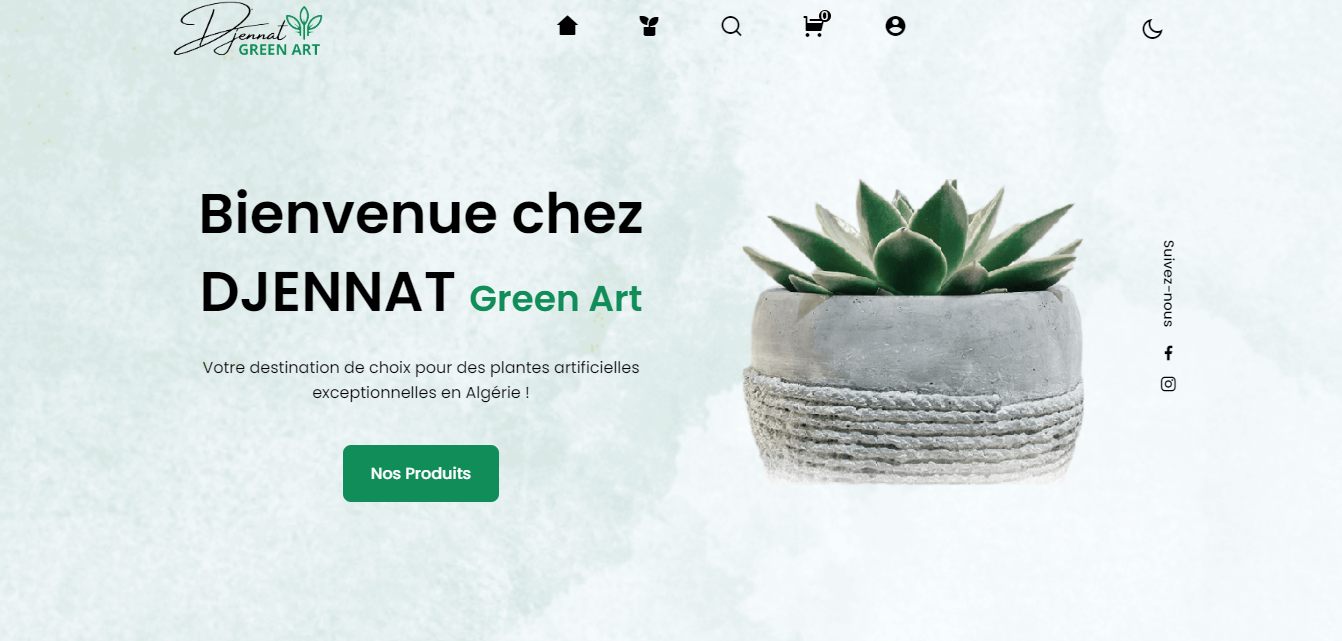 Djennat
GREEN ART
0
Bienvenue chez
DJENNAT Green Art
Votre destination de choix pour des plantes artificielles
exceptionnelles en Algérie !
Nos Produits
Suivez-nous